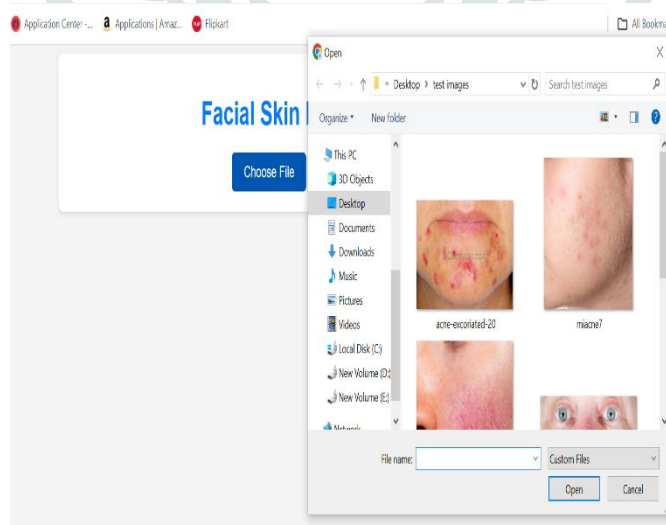 Application Center -... a Applications | Amaz... Flipkart
All Bookma
Facial Skin
Choose File
Open
« Desktop > test images
Search test images
Organize
New folder
This PC
3D Objects
Desktop
Documents
Downloads
Music
Pictures
Videos
Local Disk (C:)
New Volume (D:)
New Volume (E:)
Network
acne-excoriated-20
miacne7
File name:
Custom Files
Open
Cancel